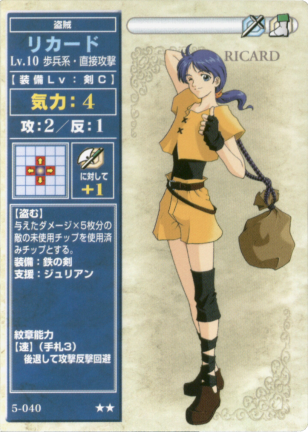 盗賊
リカード
Lv.10 歩兵系・直接攻撃
【装備Lv：剣C】
気力：4
攻：2／反：1
に対して
+1
【盗む】
与えたダメージ×5枚分の
敵の未使用チップを使用済
みチップとする。
装備：鉄の剣
支援：ジュリアン
紋章能力
【速】（手札3）
後退して攻撃反撃回避
5-040
★★
RICARD